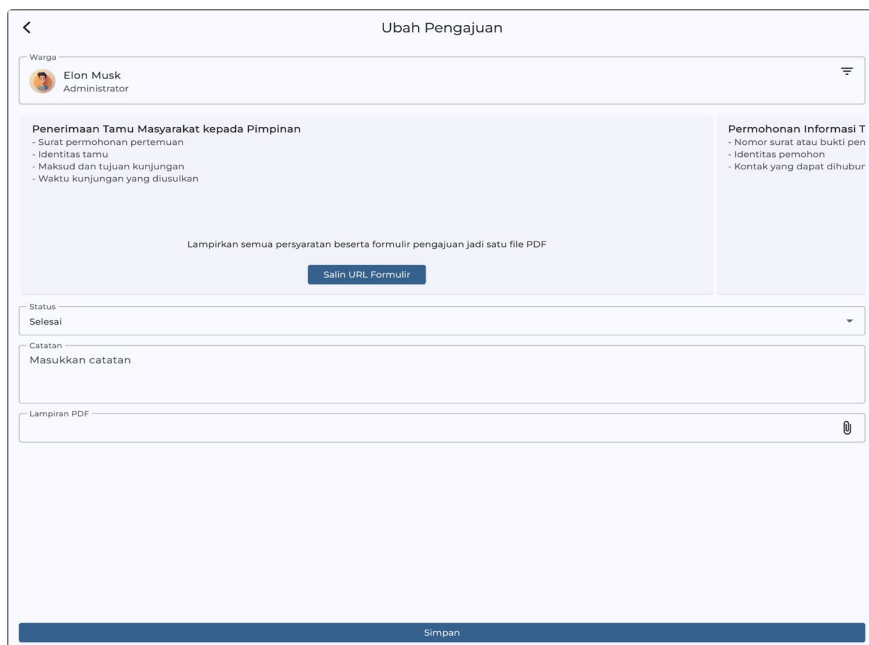 Ubah Pengajuan
Warga
Elon Musk
Administrator
Penerimaan Tamu Masyarakat kepada Pimpinan
- Surat permohonan pertemuan
- Identitas tamu
- Maksud dan tujuan kunjungan
- Waktu kunjungan yang diusulkan
Lampirkan semua persyaratan beserta formulir pengajuan jadi satu file PDF
Salin URL Formulir
Permohonan Informasi T
- Nomor surat atau bukti pen
- Identitas pemohon
- Kontak yang dapat dihubun
Status
Selesai
Catatan
Masukkan catatan
Lampiran PDF
Simpan